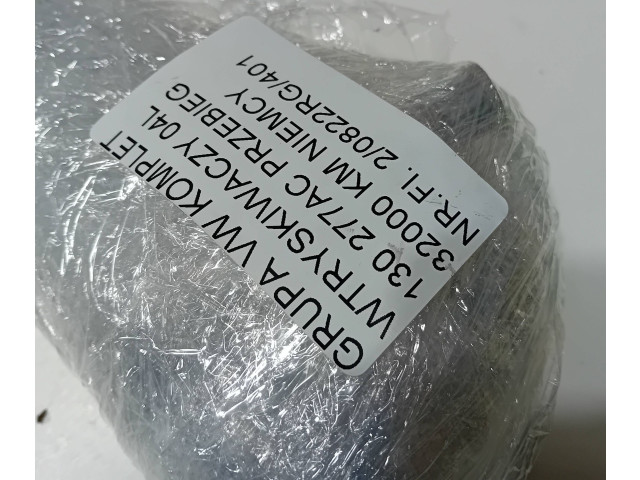 GRUPA VW KOMPLET
WTRYSKIWACZY 04L
130 277AC PRZEBIEG
32000 KM NIEMCY
NR.FI. 2/0822RG/401